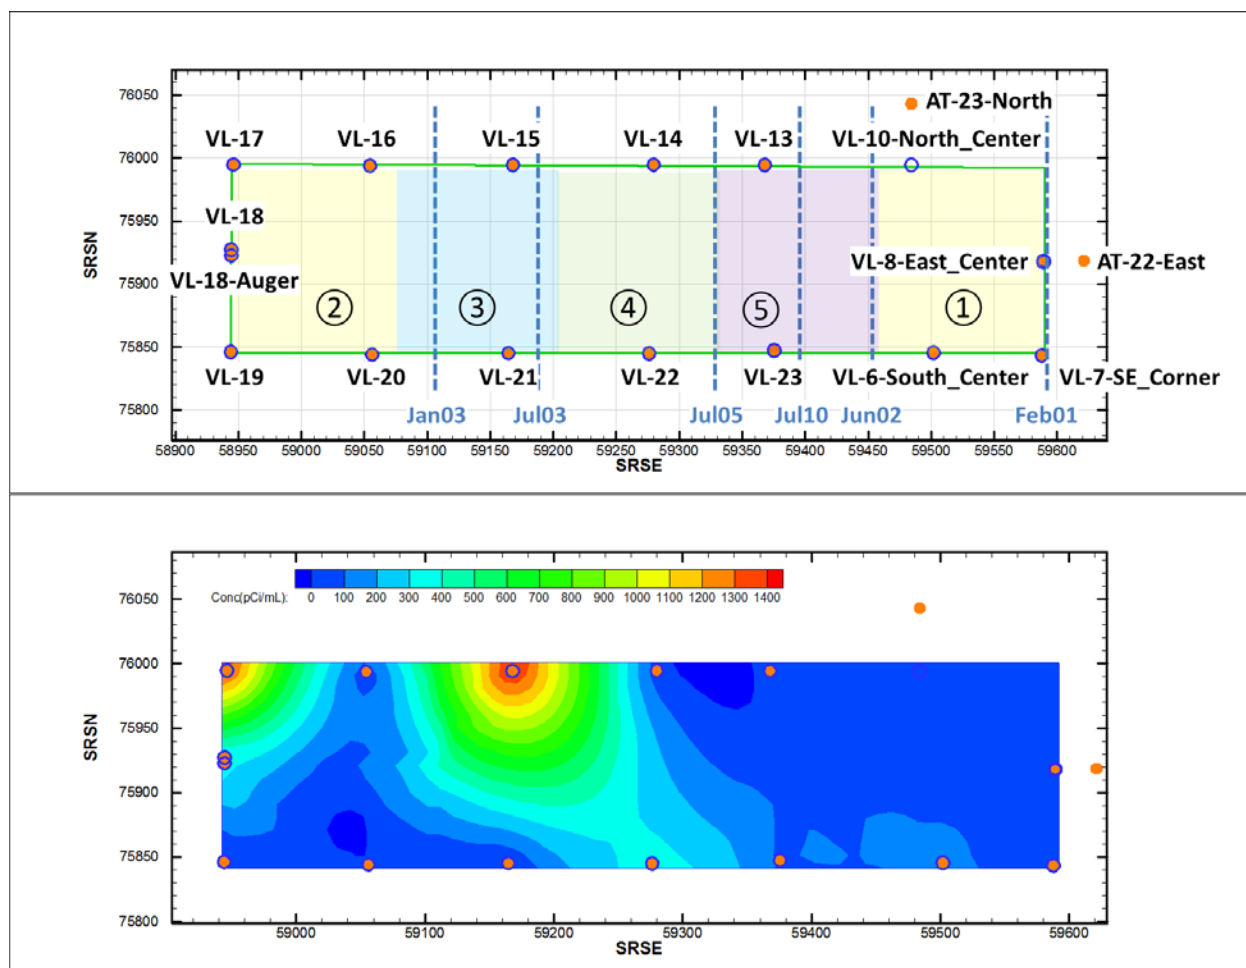 76050
AT-23-North
VL-17 VL-16 VL-15 VL-14 VL-13 VL-10-North_Center
76000
75950
VL-18
SRSN
VL-8-East_Center AT-22-East
75900
VL-18-Auger
② ③ ④ ⑤ ①
75850
VL-19 VL-20 VL-21 VL-22 VL-23 VL-6-South_Center VL-7-SE_Corner
75800
Jan03 Jul03 Jul05 Jul10 Jun02 Feb01
58900 58950 59000 59050 59100 59150 59200 59250 59300 59350 59400 59450 59500 59550 59600
SRSE
Conc(pCi/mL): 0 100 200 300 400 500 600 700 800 900 1000 1100 1200 1300 1400
76050
76000
75950
SRSN
75900
75850
75800
59000 59100 59200 59300 59400 59500 59600
SRSE